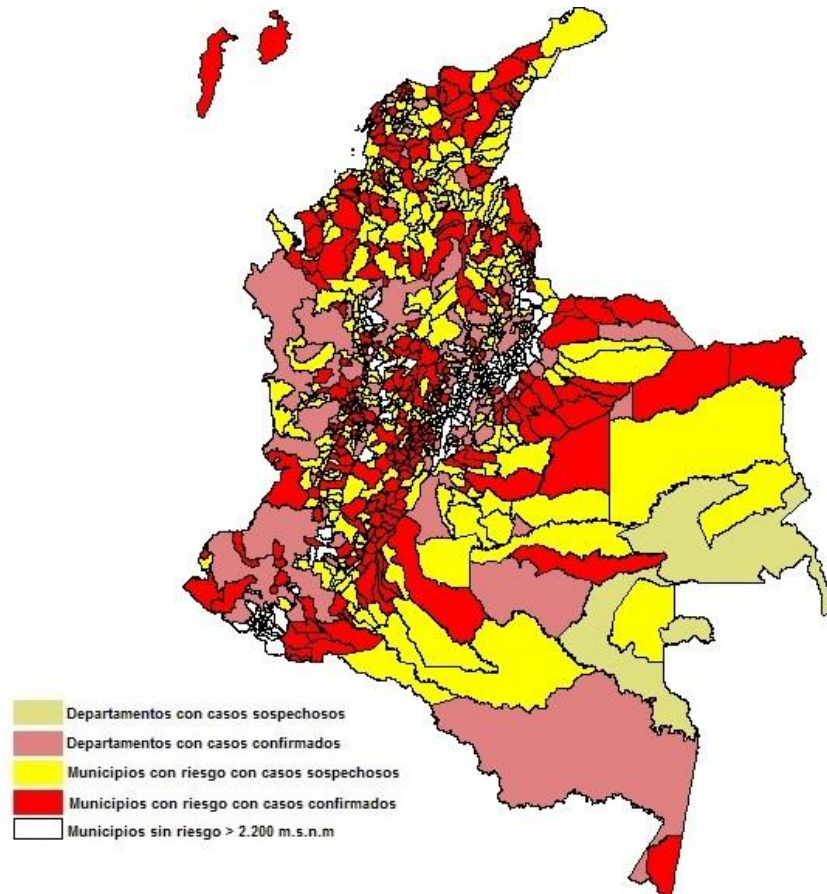 Departamentos con casos sospechosos
Departamentos con casos confirmados
Municipios con riesgo con casos sospechosos
Municipios con riesgo con casos confirmados
Municipios sin riesgo > 2.200 m.s.n.m